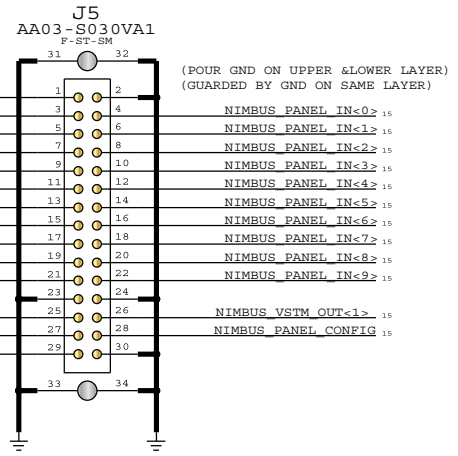 J5
AA03-S030VA1
F-ST-SM
31 32
(POUR GND ON UPPER &LOWER LAYER)
(GUARDED BY GND ON SAME LAYER)
1 2
3 4 NIMBUS_PANEL_IN<0> 15
5 6 NIMBUS_PANEL_IN<1> 15
7 8 NIMBUS_PANEL_IN<2> 15
9 10 NIMBUS_PANEL_IN<3> 15
11 12 NIMBUS_PANEL_IN<4> 15
13 14 NIMBUS_PANEL_IN<5> 15
15 16 NIMBUS_PANEL_IN<6> 15
17 18 NIMBUS_PANEL_IN<7> 15
19 20 NIMBUS_PANEL_IN<8> 15
21 22 NIMBUS_PANEL_IN<9> 15
23 24
25 26 NIMBUS_VSTM_OUT<1> 15
27 28 NIMBUS_PANEL_CONFIG 15
29 30
33 34